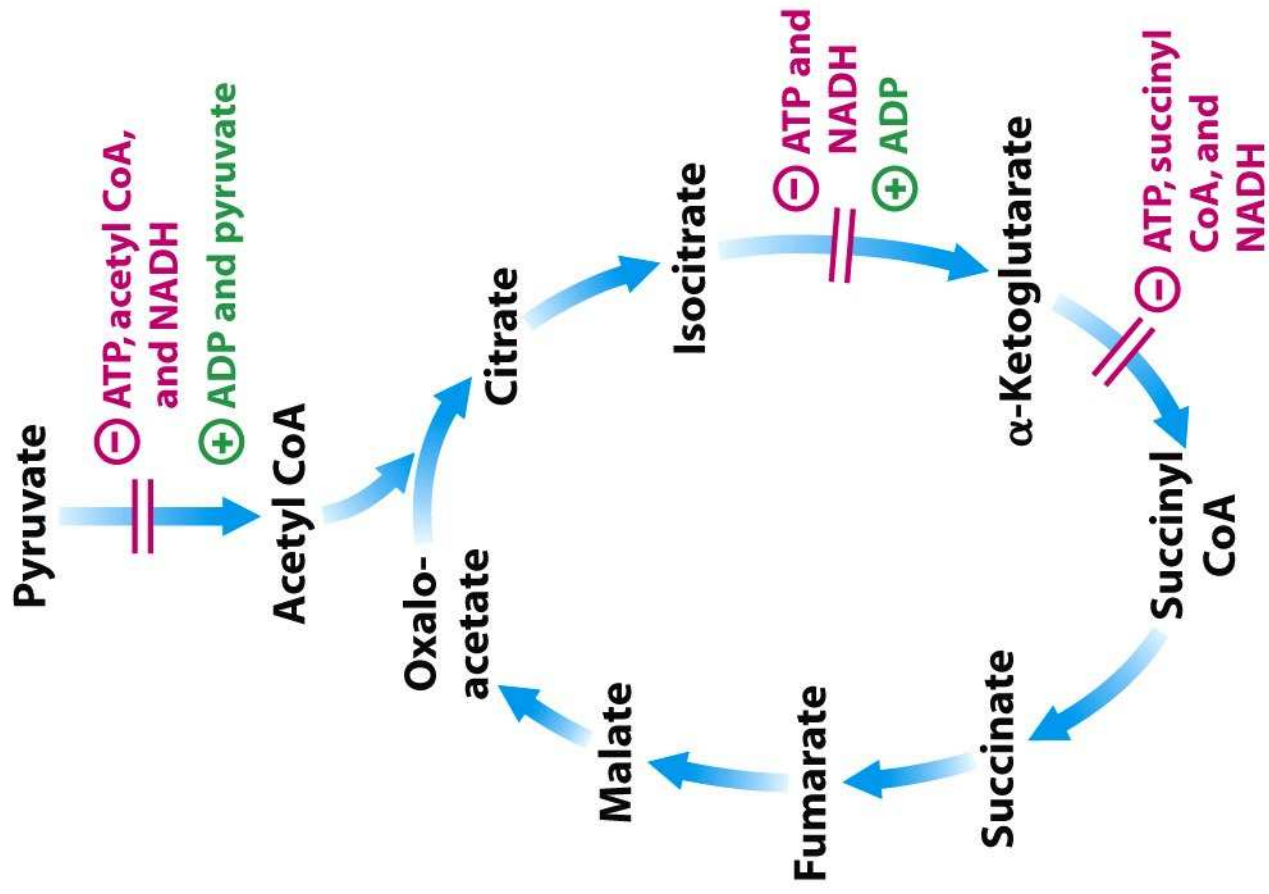 Pyruvate
⊖ ATP, acetyl CoA,
and NADH
⊕ ADP and pyruvate
Acetyl CoA
Oxalo-
acetate
Citrate
Isocitrate
⊖ ATP and
NADH
⊕ ADP
α-Ketoglutarate
⊖ ATP, succinyl
CoA, and
NADH
Succinyl
CoA
Succinate
Fumarate
Malate